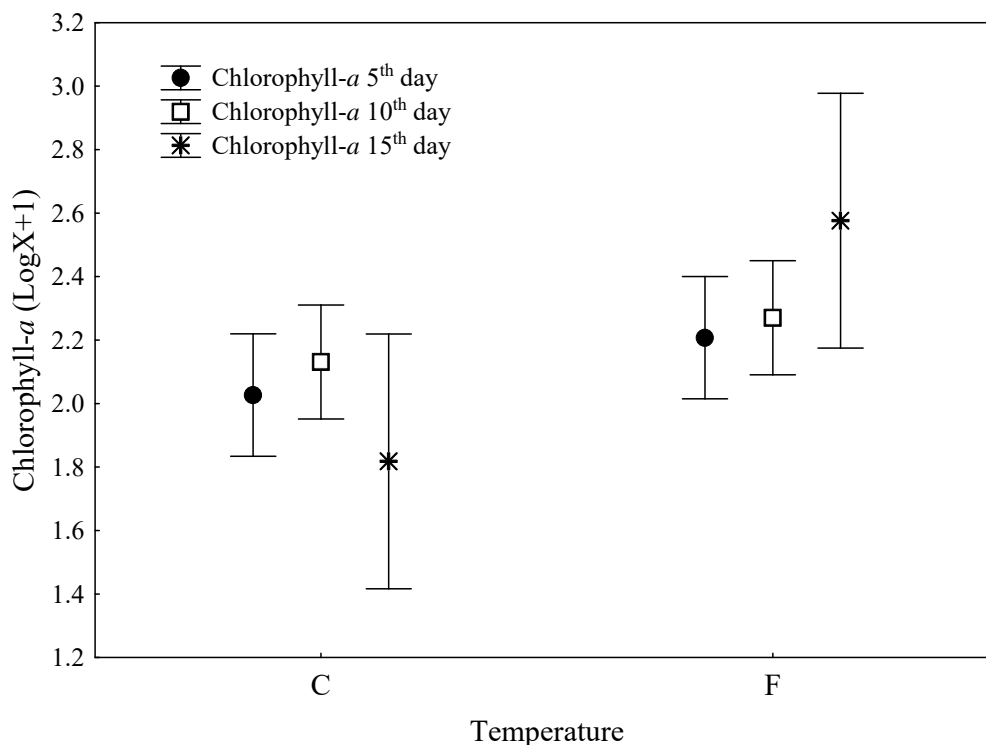 3.2
3.0
2.8
2.6
2.4
2.2
2.0
1.8
1.6
1.4
1.2
Chlorophyll-a (LogX+1)
Chlorophyll-a 5th day
Chlorophyll-a 10th day
Chlorophyll-a 15th day
C F
Temperature